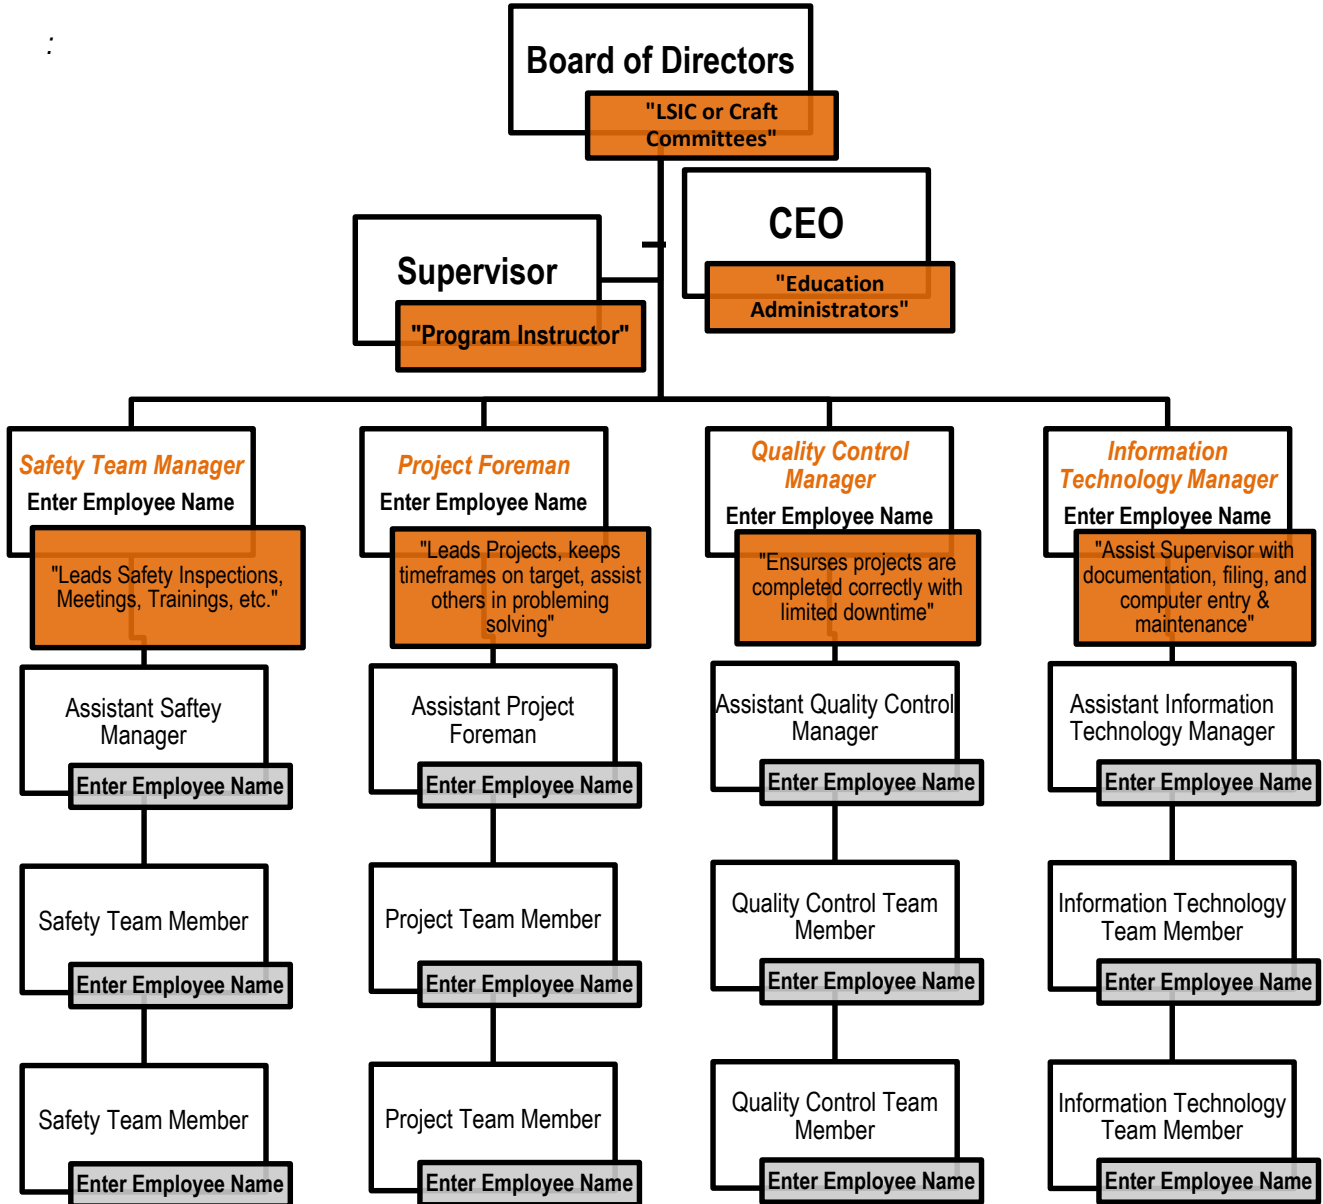 :
Board of Directors
"LSIC or Craft
Committees"
CEO
"Education
Administrators"
Supervisor
"Program Instructor"
Safety Team Manager
Enter Employee Name
"Leads Safety Inspections,
Meetings, Trainings, etc."
Project Foreman
Enter Employee Name
"Leads Projects, keeps
timeframes on target, assist
others in probleming
solving"
Quality Control
Manager
Enter Employee Name
"Ensurses projects are
completed correctly with
limited downtime"
Information
Technology Manager
Enter Employee Name
"Assist Supervisor with
documentation, filing, and
computer entry &
maintenance"
Assistant Saftey
Manager
Enter Employee Name
Assistant Project
Foreman
Enter Employee Name
Assistant Quality Control
Manager
Enter Employee Name
Assistant Information
Technology Manager
Enter Employee Name
Safety Team Member
Enter Employee Name
Project Team Member
Enter Employee Name
Quality Control Team
Member
Enter Employee Name
Information Technology
Team Member
Enter Employee Name
Safety Team Member
Enter Employee Name
Project Team Member
Enter Employee Name
Quality Control Team
Member
Enter Employee Name
Information Technology
Team Member
Enter Employee Name